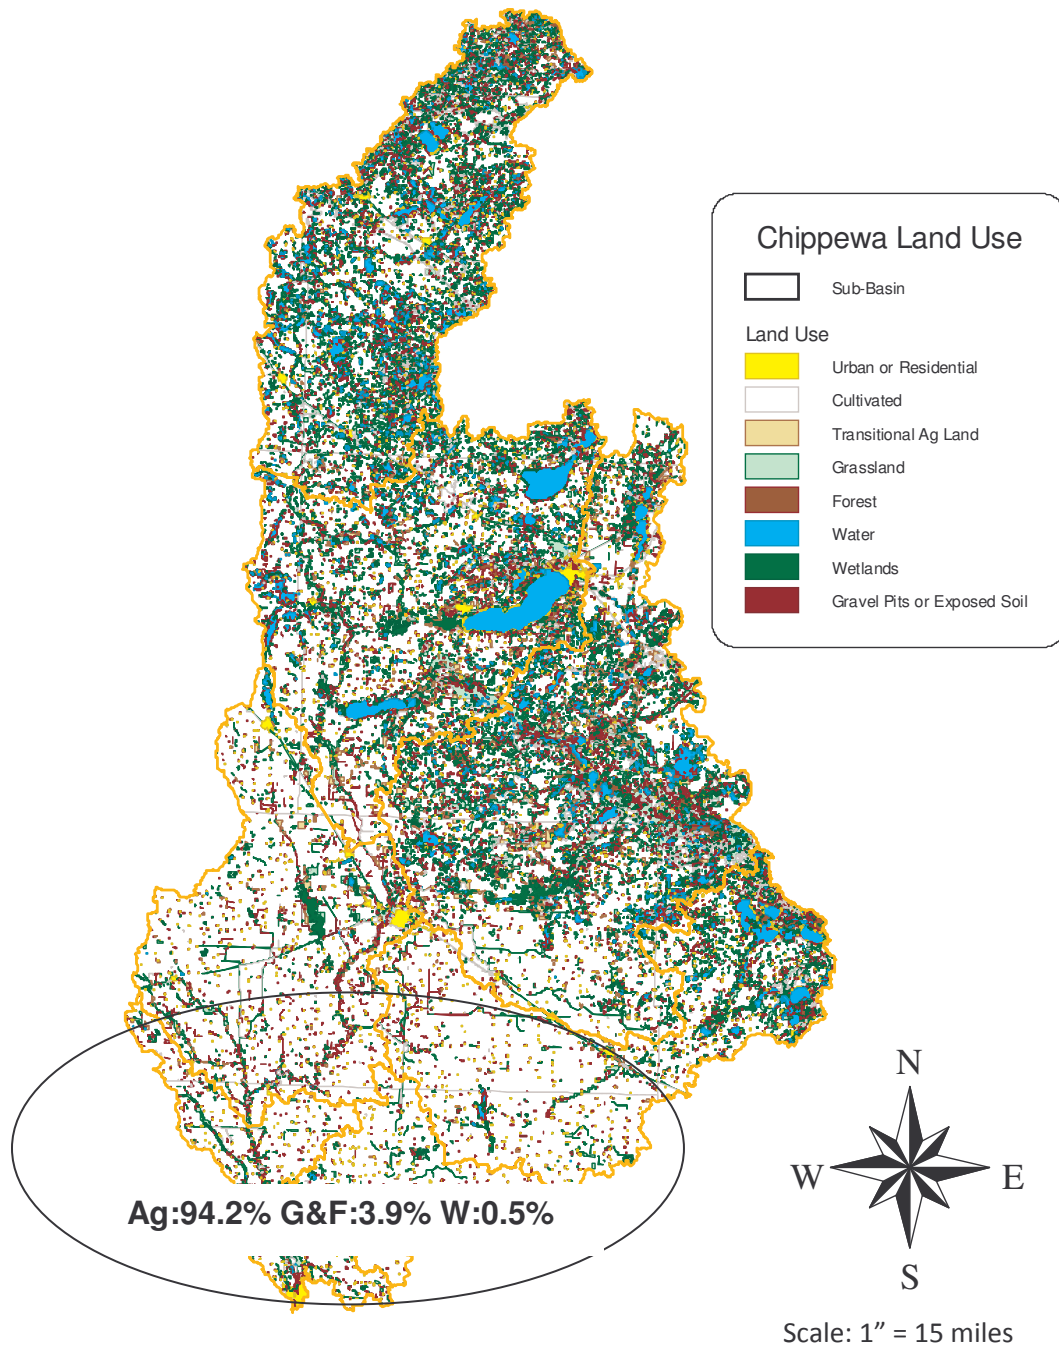 Chippewa Land Use
Sub-Basin
Land Use
Urban or Residential
Cultivated
Transitional Ag Land
Grassland
Forest
Water
Wetlands
Gravel Pits or Exposed Soil
N
W
E
S
Ag:94.2% G&F:3.9% W:0.5%
Scale: 1” = 15 miles